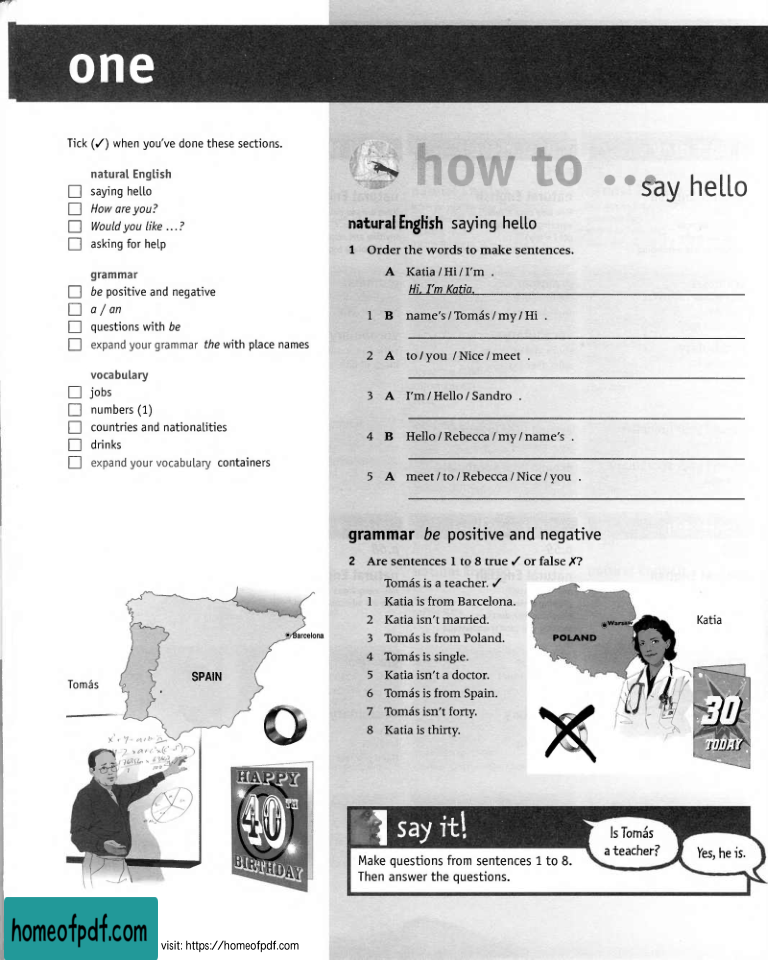 one
Tick (✓) when you've done these sections.
natural English
saying hello
How are you?
Would you like ...?
asking for help
grammar
be positive and negative
a / an
questions with be
expand your grammar the with place names
vocabulary
jobs
numbers (1)
countries and nationalities
drinks
expand your vocabulary containers
Tomás
SPAIN
Barcelona
HAPPY
40TH
BIRTHDAY
how to ...
say hello
natural English saying hello
1 Order the words to make sentences.
A Katia / Hi / I'm .
Hi, I'm Katia.
1 B name's / Tomás / my / Hi .
2 A to / you / Nice / meet .
3 A I'm / Hello / Sandro .
4 B Hello / Rebecca / my / name's .
5 A meet / to / Rebecca / Nice / you .
grammar be positive and negative
2 Are sentences 1 to 8 true ✓ or false ✗?
Tomás is a teacher. ✓
1 Katia is from Barcelona.
2 Katia isn't married.
3 Tomás is from Poland.
4 Tomás is single.
5 Katia isn't a doctor.
6 Tomás is from Spain.
7 Tomás isn't forty.
8 Katia is thirty.
POLAND
Katia
30
TODAY
say it!
Make questions from sentences 1 to 8.
Then answer the questions.
Is Tomás
a teacher?
Yes, he is.
homeofpdf.com
visit: https://homeofpdf.com